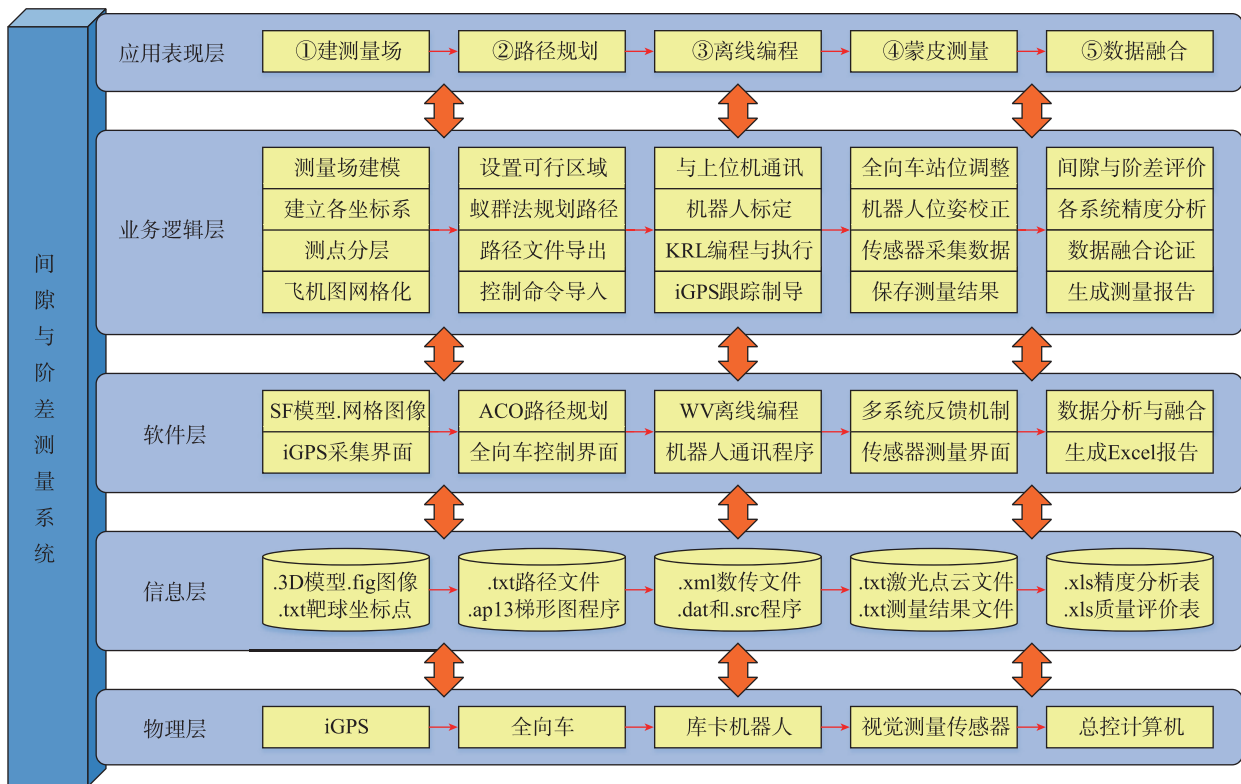 间隙与阶差测量系统
应用表现层
①建测量场
②路径规划
③离线编程
④蒙皮测量
⑤数据融合
业务逻辑层
测量场建模
建立各坐标系
测点分层
飞机图网格化
设置可行区域
蚁群法规划路径
路径文件导出
控制命令导入
与上位机通讯
机器人标定
KRL编程与执行
iGPS跟踪制导
全向车站位调整
机器人位姿校正
传感器采集数据
保存测量结果
间隙与阶差评价
各系统精度分析
数据融合论证
生成测量报告
软件层
SF模型.网格图像
iGPS采集界面
ACO路径规划
全向车控制界面
WV离线编程
机器人通讯程序
多系统反馈机制
传感器测量界面
数据分析与融合
生成Excel报告
信息层
.3D模型.fig图像
.txt靶球坐标点
.txt路径文件
.ap13梯形图程序
.xml数传文件
.dat和.src程序
.txt激光点云文件
.txt测量结果文件
.xls精度分析表
.xls质量评价表
物理层
iGPS
全向车
库卡机器人
视觉测量传感器
总控计算机